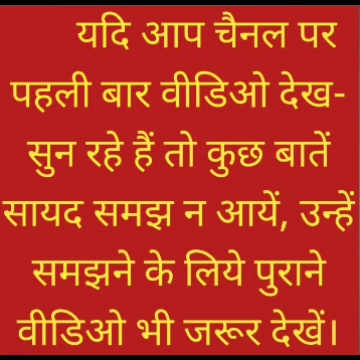 यदि आप चैनल पर
पहली बार वीडिओ देख-
सुन रहे हैं तो कुछ बातें
सायद समझ न आयें, उन्हें
समझने के लिये पुराने
वीडिओ भी जरूर देखें।